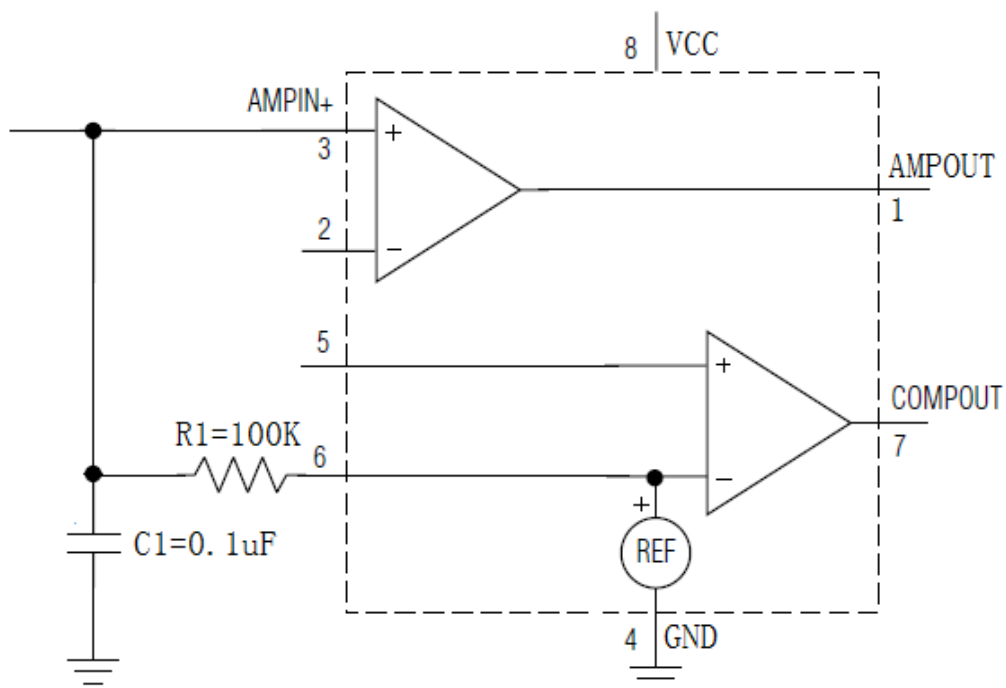 8 VCC
AMPIN+
3
+
AMPOUT
1
2
−
5
+
COMPOUT
7
R1=100K
6
−
+
REF
C1=0.1uF
4 GND